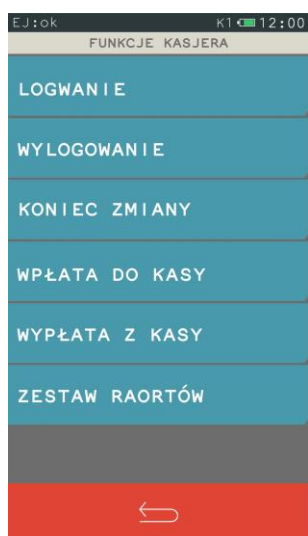 EJ:ok K1 12:00
FUNKCJE KASJERA
LOGWANIE
WYLOGOWANIE
KONIEC ZMIANY
WPŁATA DO KASY
WYPŁATA Z KASY
ZESTAW RAORTÓW